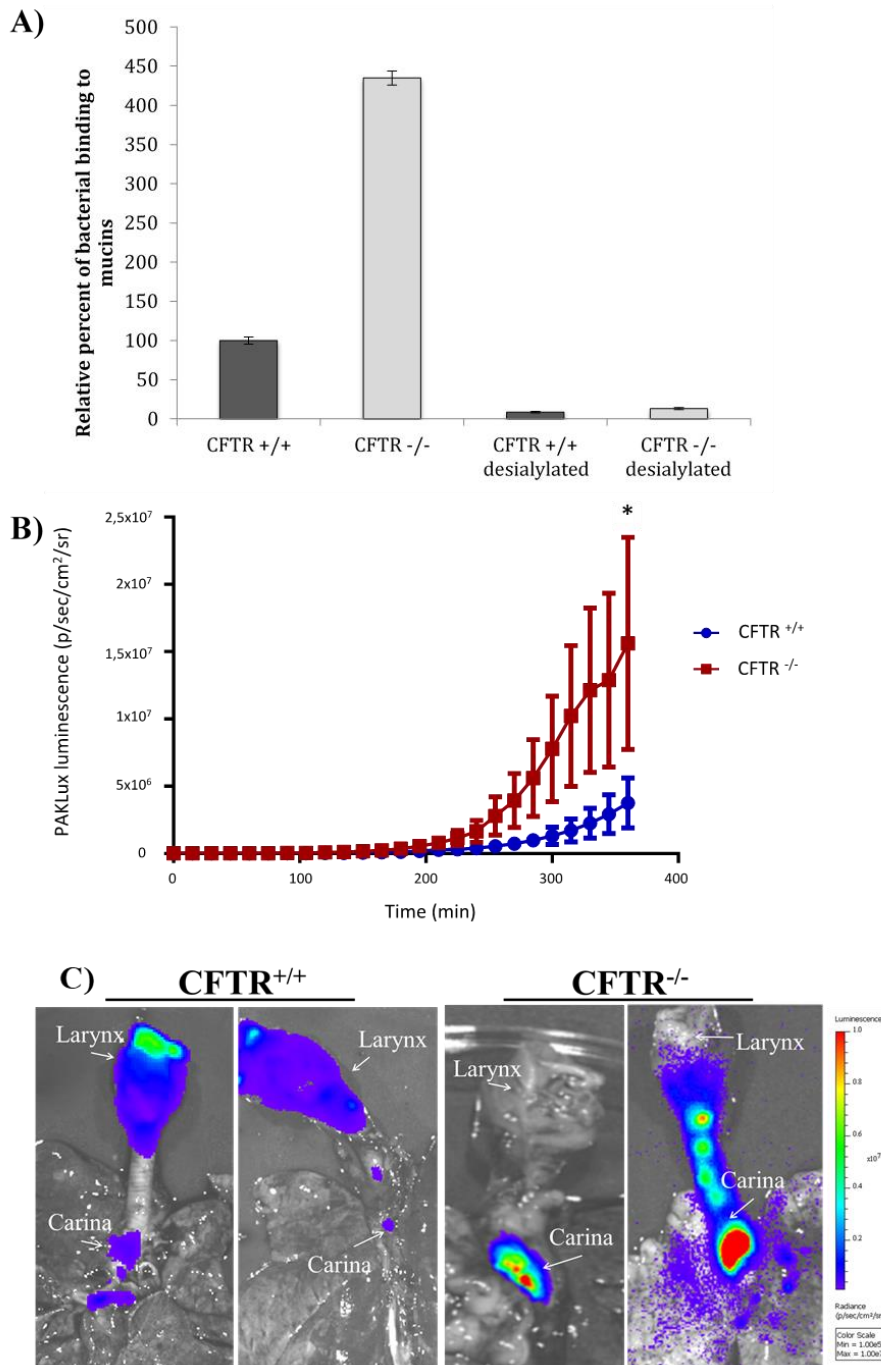 A)
Relative percent of bacterial binding to
mucins
500
450
400
350
300
250
200
150
100
50
0
CFTR +/+
CFTR -/-
CFTR +/+
desialylated
CFTR -/-
desialylated
B)
PAKLux luminescence (p/sec/cm²/sr)
2,5x10⁷
2x10⁷
1,5x10⁷
1x10⁷
5x10⁶
0
*
0
100
200
300
400
Time (min)
CFTR +/+
CFTR -/-
C)
CFTR+/+
CFTR-/-
Larynx
Carina
Larynx
Carina
Larynx
Carina
Larynx
Carina
Luminescence
1.0
0.8
0.6
x10⁷
0.4
0.2
Radiance
(p/sec/cm²/sr)
Color Scale
Min = 1.00e5